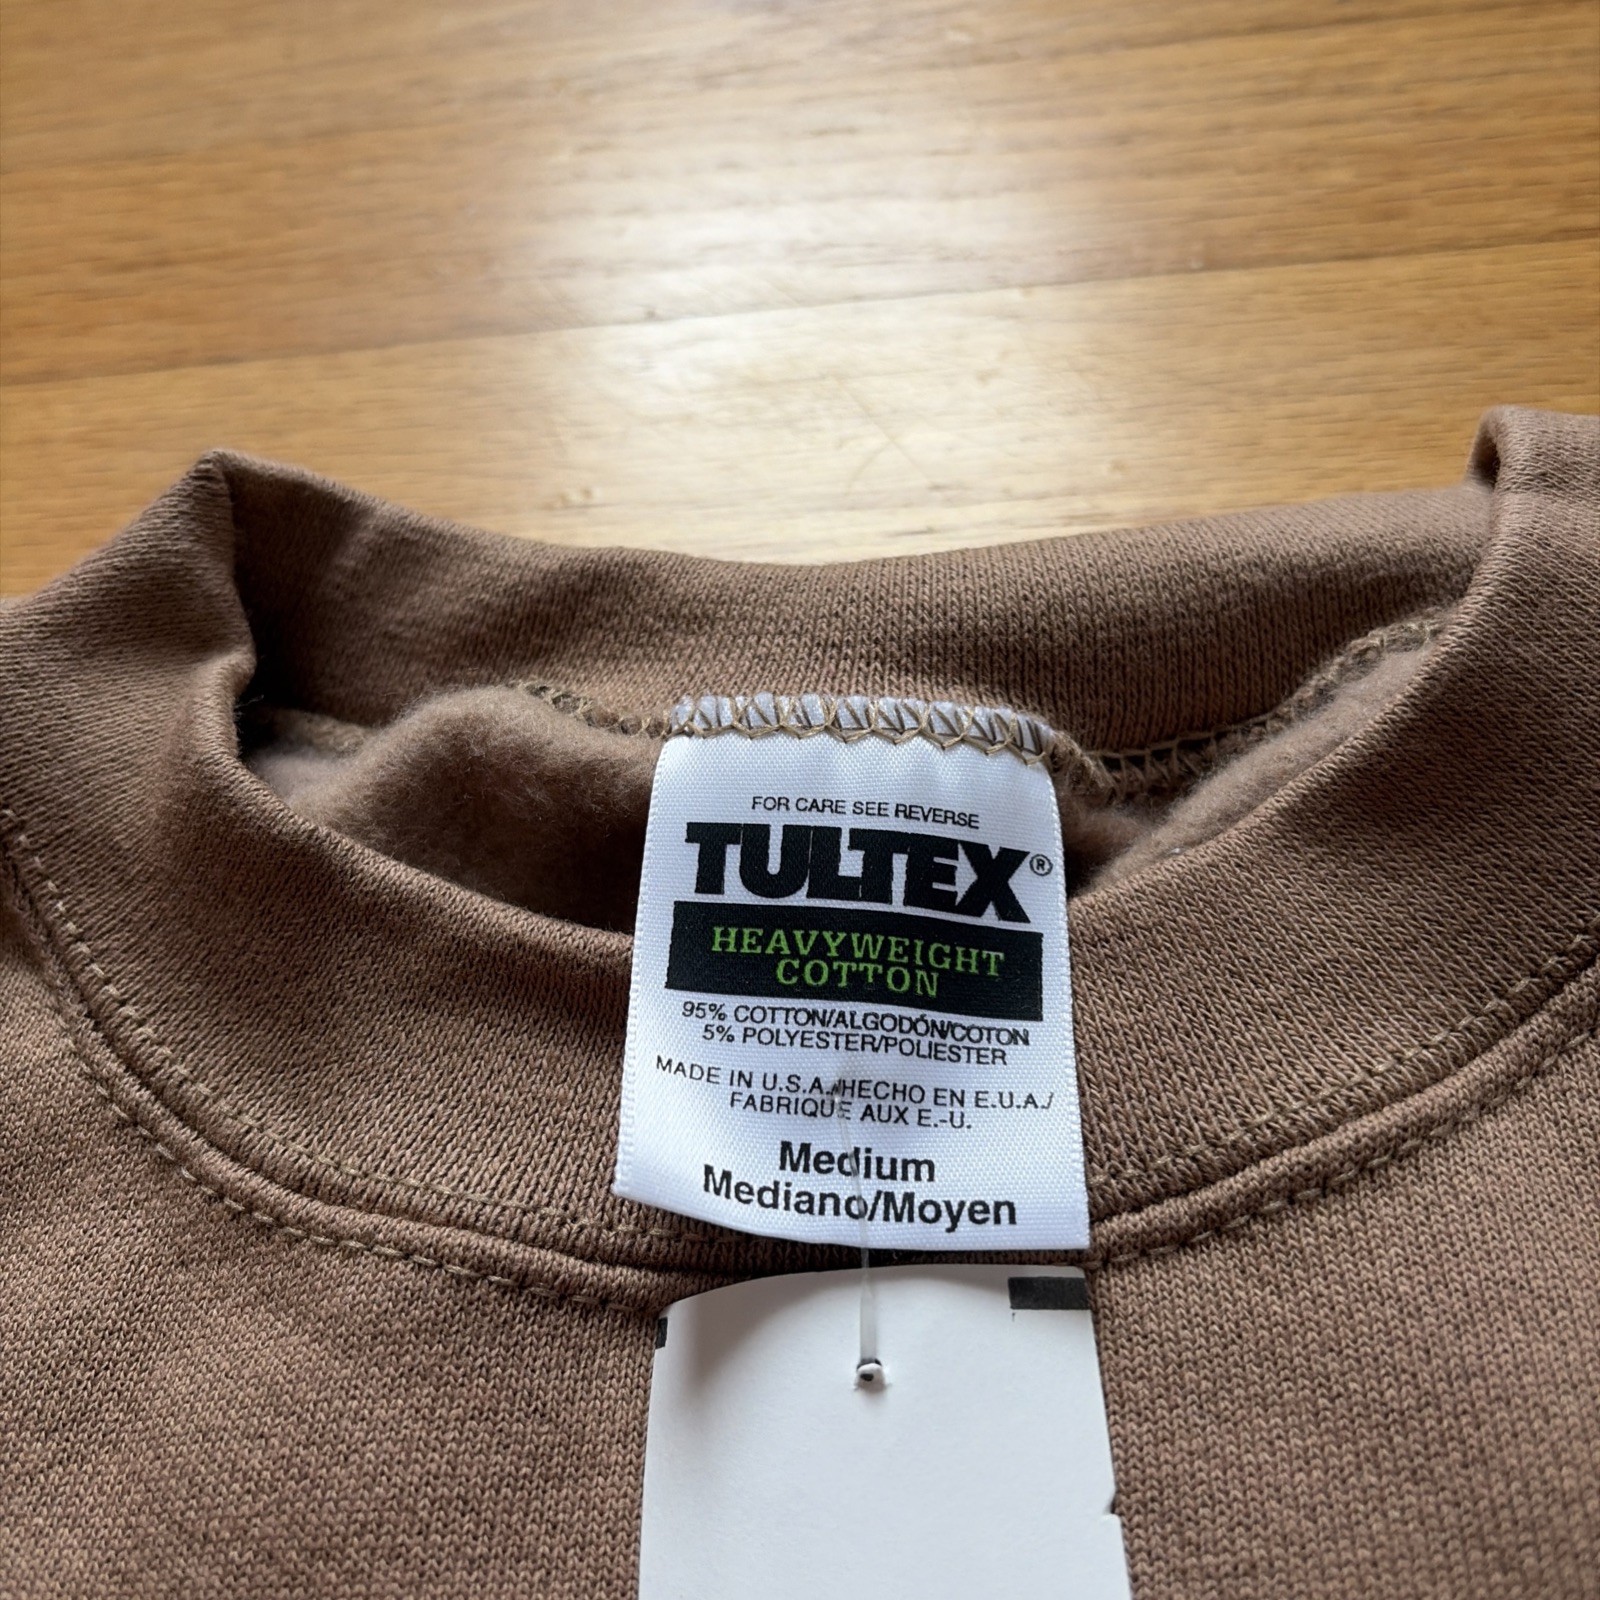 FOR CARE SEE REVERSE
TULTEX®
HEAVYWEIGHT
COTTON
95% COTTON/ALGODÓN/COTON
5% POLYESTER/POLIESTER
MADE IN U.S.A./HECHO EN E.U.A./
FABRIQUE AUX E.-U.
Medium
Mediano/Moyen